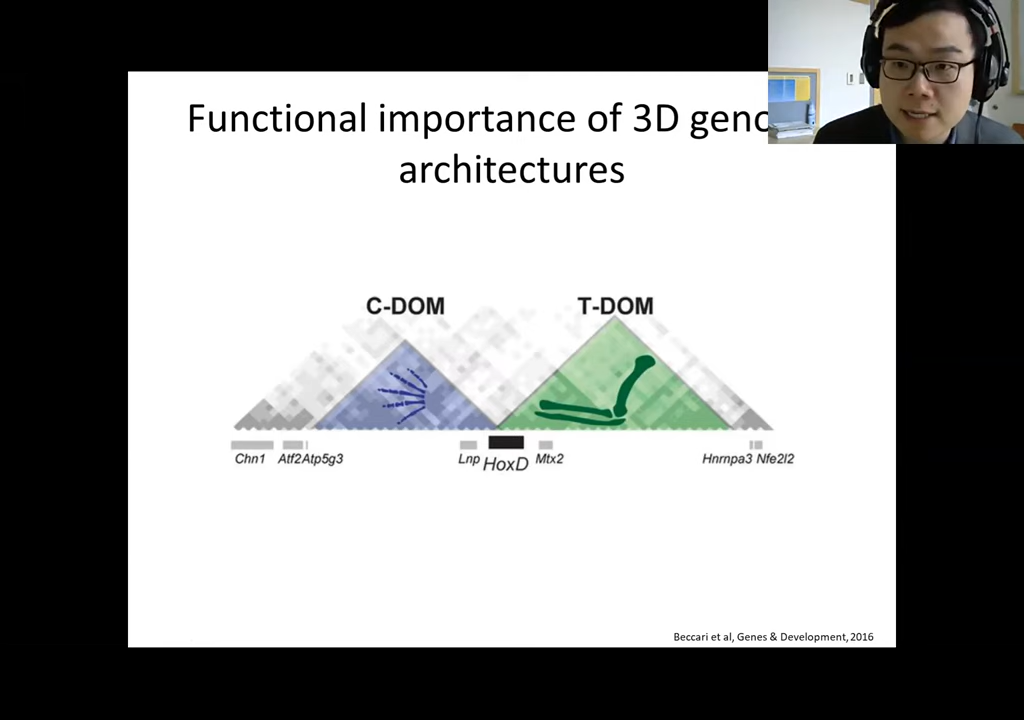 Functional importance of 3D geno
architectures
C-DOM T-DOM
Chn1 Atf2 Atp5g3 Lnp HoxD Mtx2 Hnrnpa3 Nfe2l2
Beccari et al, Genes & Development, 2016